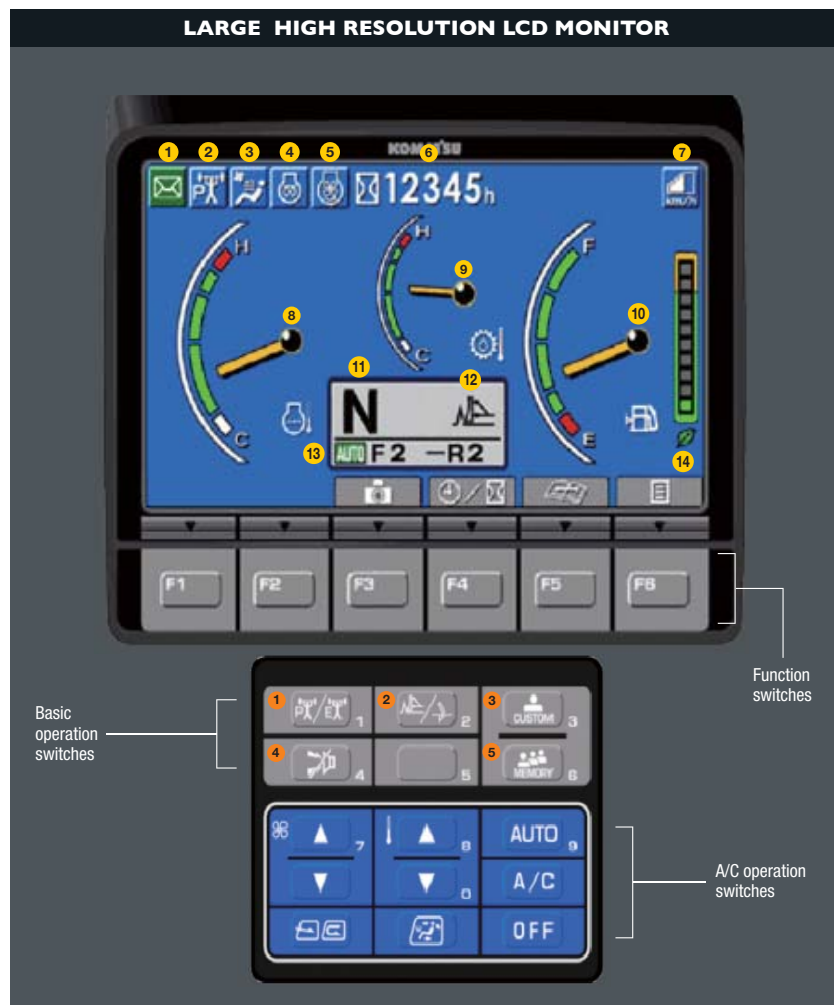 LARGE HIGH RESOLUTION LCD MONITOR
KOMATSU
1 2 3 4 5 6 7
P 12345h km/h
H H F
8 9 10
C C E
11 12
N
13 AUTO F2 -R2
14
F1 F2 F3 F4 F5 F6
Function
switches
Basic
operation
switches
1 P/E 1 2 2 3 CUSTOM 3
4 4 5 5 MEMORY 6
7 8 AUTO 9
0 A/C
OFF
A/C operation
switches